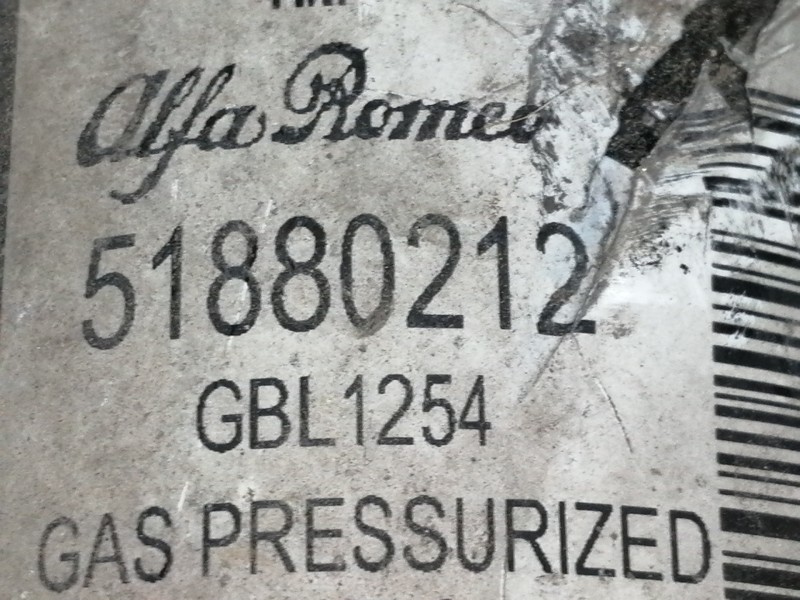 Alfa Romeo
51880212
GBL1254
GAS PRESSURIZED